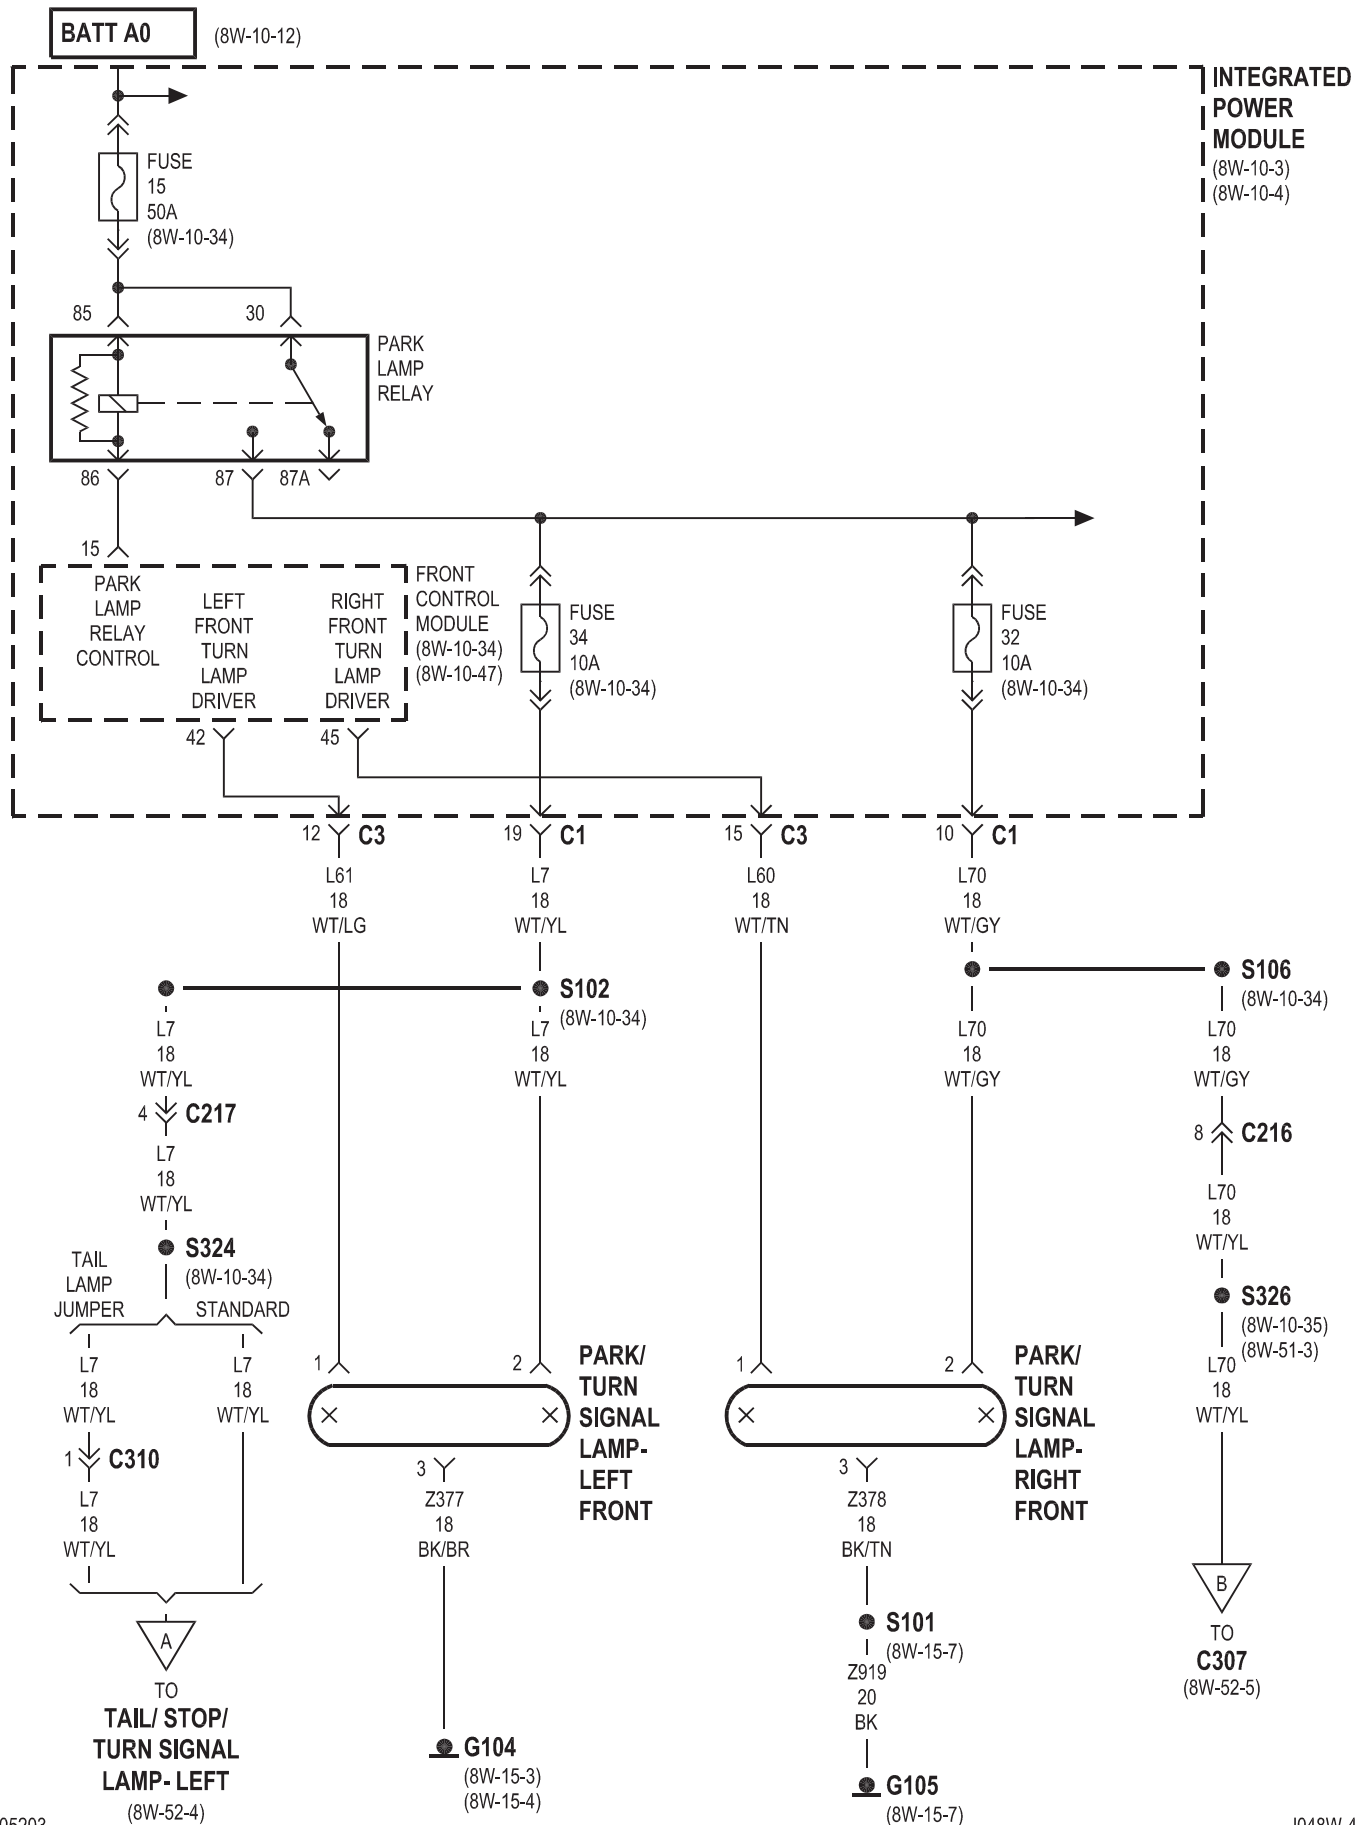 BATT A0
(8W-10-12)
INTEGRATED
POWER
MODULE
(8W-10-3)
(8W-10-4)
FUSE
15
50A
(8W-10-34)
85
30
PARK
LAMP
RELAY
86
87
87A
15
PARK
LAMP
RELAY
CONTROL
LEFT
FRONT
TURN
LAMP
DRIVER
RIGHT
FRONT
TURN
LAMP
DRIVER
FRONT
CONTROL
MODULE
(8W-10-34)
(8W-10-47)
FUSE
34
10A
(8W-10-34)
FUSE
32
10A
(8W-10-34)
42
45
12 C3
19 C1
15 C3
10 C1
L61
18
WT/LG
L7
18
WT/YL
L60
18
WT/TN
L70
18
WT/GY
S102
(8W-10-34)
S106
(8W-10-34)
L7
18
WT/YL
L7
18
WT/YL
L70
18
WT/GY
L70
18
WT/GY
4 C217
8 C216
L7
18
WT/YL
L70
18
WT/YL
S324
(8W-10-34)
S326
(8W-10-35)
(8W-51-3)
TAIL
LAMP
JUMPER
STANDARD
L7
18
WT/YL
L7
18
WT/YL
L70
18
WT/YL
1
2
PARK/
TURN
SIGNAL
LAMP-
LEFT
FRONT
1
2
PARK/
TURN
SIGNAL
LAMP-
RIGHT
FRONT
1 C310
L7
18
WT/YL
3
Z377
18
BK/BR
3
Z378
18
BK/TN
S101
(8W-15-7)
Z919
20
BK
A
TO
TAIL/ STOP/
TURN SIGNAL
LAMP- LEFT
(8W-52-4)
G104
(8W-15-3)
(8W-15-4)
G105
(8W-15-7)
B
TO
C307
(8W-52-5)